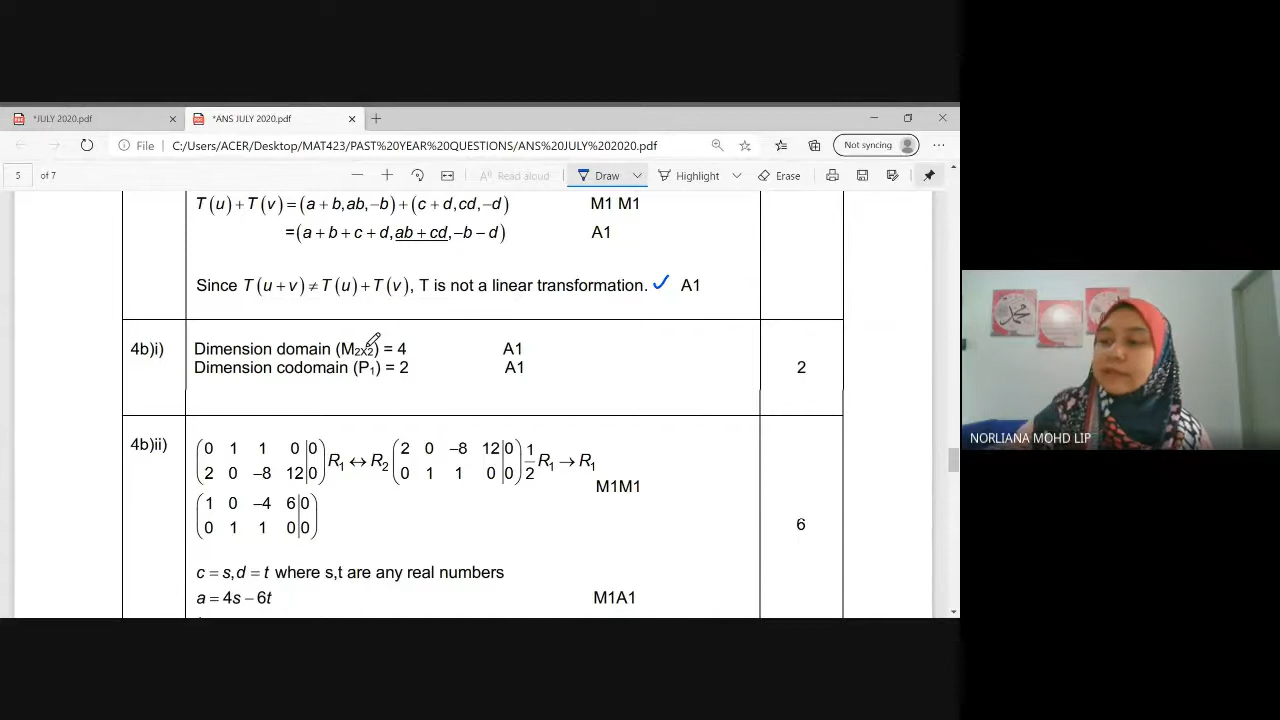 *JULY 2020.pdf
*ANS JULY 2020.pdf
File C:/Users/ACER/Desktop/MAT423/PAST%20YEAR%20QUESTIONS/ANS%20JULY%202020.pdf Not syncing
5 of 7 Read aloud Draw Highlight Erase
T(u)+T(v)=(a+b,ab,−b)+(c+d,cd,−d) M1 M1
=(a+b+c+d,ab+cd,−b−d) A1
Since T(u+v)≠T(u)+T(v), T is not a linear transformation. ✓ A1
4b)i) Dimension domain (M2X2) = 4 A1
Dimension codomain (P1) = 2 A1
2
4b)ii)
(0 1 1 0|0
2 0 −8 12|0) R1↔R2 (2 0 −8 12|0
0 1 1 0|0) 1/2 R1→R1
M1M1
(1 0 −4 6|0
0 1 1 0|0)
6
c=s,d=t where s,t are any real numbers
a=4s−6t M1A1
NORLIANA MOHD LIP